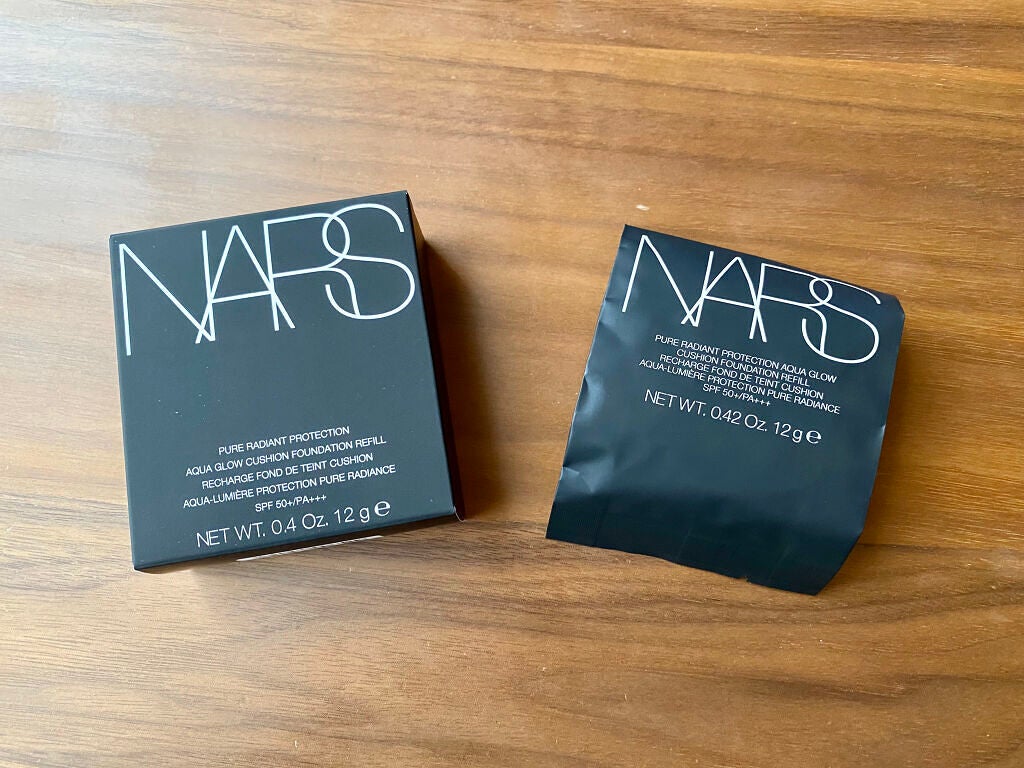 NARS
PURE RADIANT PROTECTION
AQUA GLOW CUSHION FOUNDATION REFILL
RECHARGE FOND DE TEINT CUSHION
AQUA-LUMIÈRE PROTECTION PURE RADIANCE
SPF 50+/PA+++
NET WT. 0.4 Oz. 12 g ℮
NARS
PURE RADIANT PROTECTION AQUA GLOW
CUSHION FOUNDATION REFILL
RECHARGE FOND DE TEINT CUSHION
AQUA-LUMIÈRE PROTECTION PURE RADIANCE
SPF 50+/PA+++
NET WT. 0.42 Oz. 12g ℮